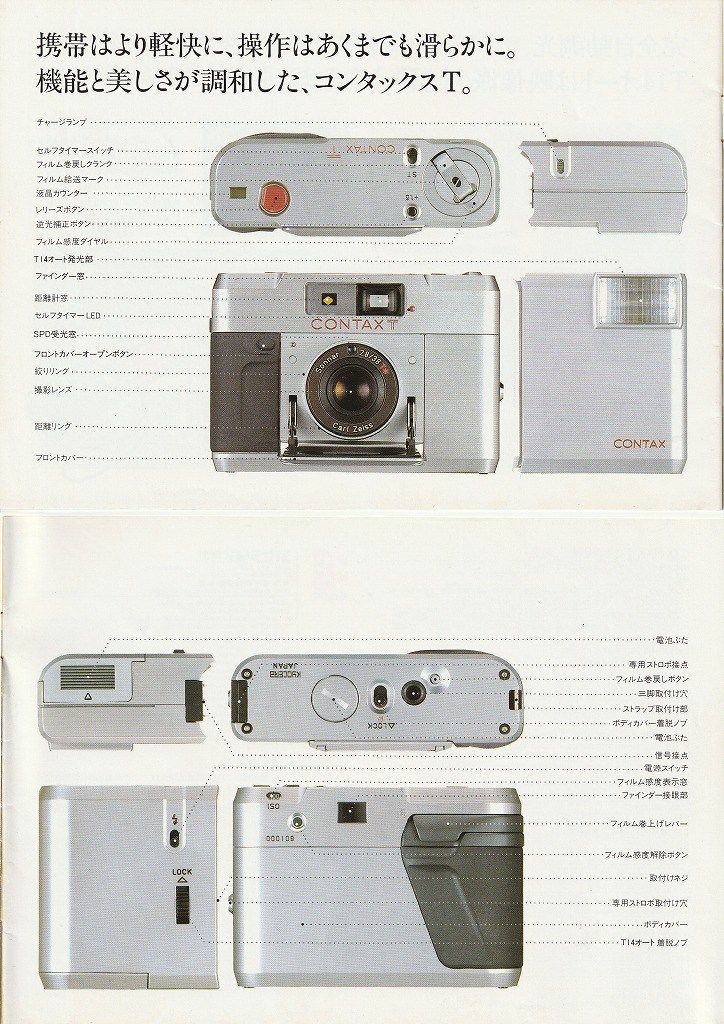 携帯はより軽快に、操作はあくまでも滑らかに。
機能と美しさが調和した、コンタックスT。
チャージランプ
セルフタイマースイッチ
フィルム巻戻しクランク
フィルム給送マーク
液晶カウンター
レリーズボタン
逆光補正ボタン
フィルム感度ダイヤル
T14オート発光部
ファインダー窓
距離計窓
セルフタイマーLED
SPD受光窓
フロントカバーオープンボタン
絞りリング
撮影レンズ
距離リング
フロントカバー
CONTAX T
ST
+1.5
CONTAX T
Sonnar 2.8/38 T*
Carl Zeiss
CONTAX
電池ぶた
専用ストロボ接点
フィルム巻戻しボタン
三脚取付け穴
ストラップ取付け部
ボディカバー着脱ノブ
電池ぶた
信号接点
電源スイッチ
フィルム感度表示窓
ファインダー接眼部
フィルム巻上げレバー
フィルム感度解除ボタン
取付けネジ
専用ストロボ取付け穴
ボディカバー
T14オート着脱ノブ
KYOCERA
JAPAN
LOCK
ISO
000108
LOCK